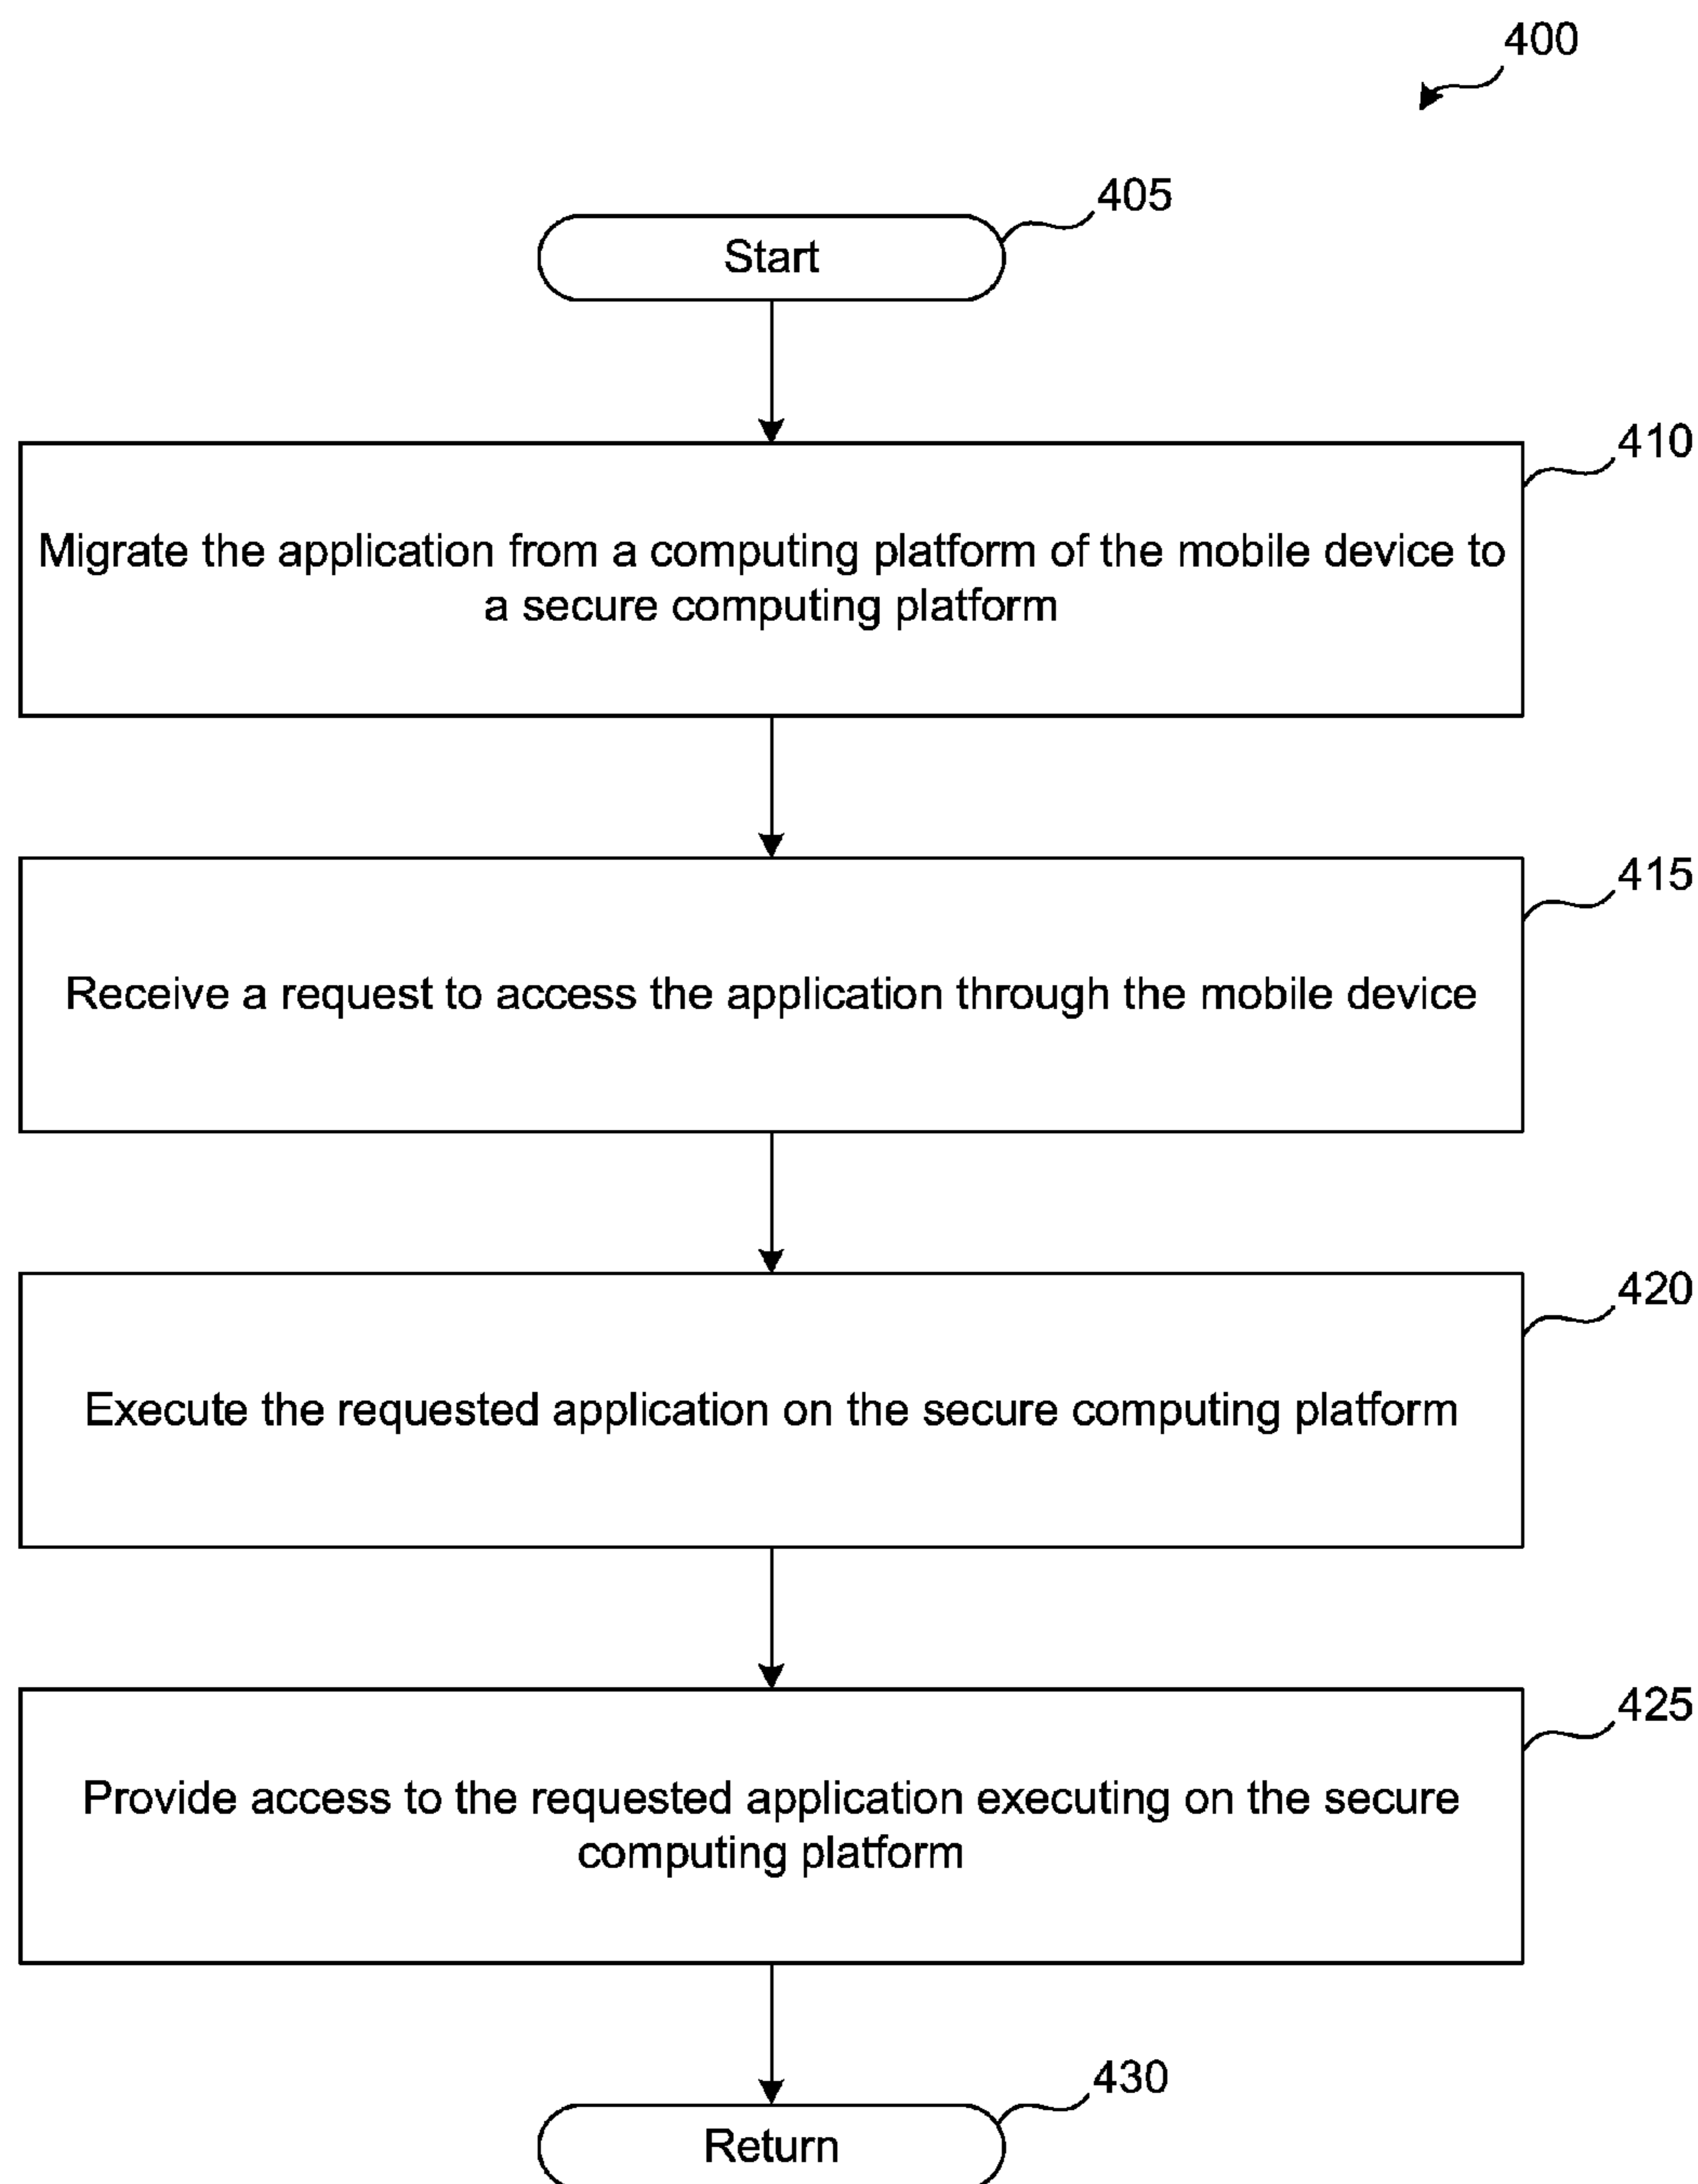 400
405
Start
410
Migrate the application from a computing platform of the mobile device to
a secure computing platform
415
Receive a request to access the application through the mobile device
420
Execute the requested application on the secure computing platform
425
Provide access to the requested application executing on the secure
computing platform
430
Return